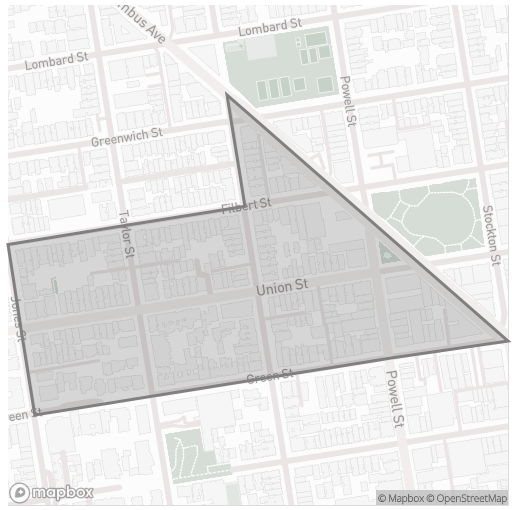 mbus Ave
Lombard St
Lombard St
Powell St
Greenwich St
Filbert St
Taylor St
Stockton St
Union St
Jones St
Green St
Powell St
een St
mapbox
© Mapbox © OpenStreetMap